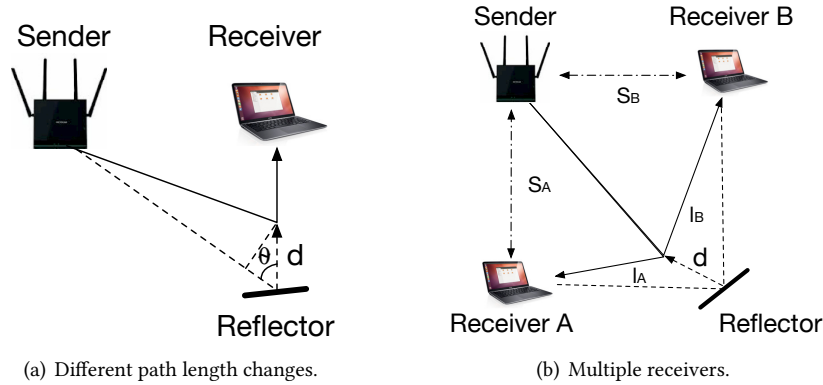 Sender
Receiver
θ
d
Reflector
(a) Different path length changes.
Sender
Receiver B
SB
SA
lB
d
lA
Receiver A
Reflector
(b) Multiple receivers.